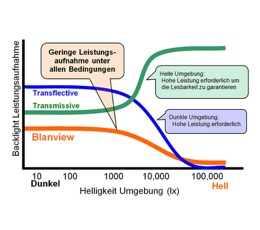 Geringe Leistungs-
aufnahme unter
allen Bedingungen
Helle Umgebung:
Hohe Leistung erforderlich um
die Lesbarkeit zu garantieren
Transflective
Transmissive
Dunkle Umgebung:
Hohe Leistung erforderlich
Blanview
Backlight Leistungsaufnahme
10 100 1000 10,000 100,000
Dunkel Helligkeit Umgebung (lx) Hell